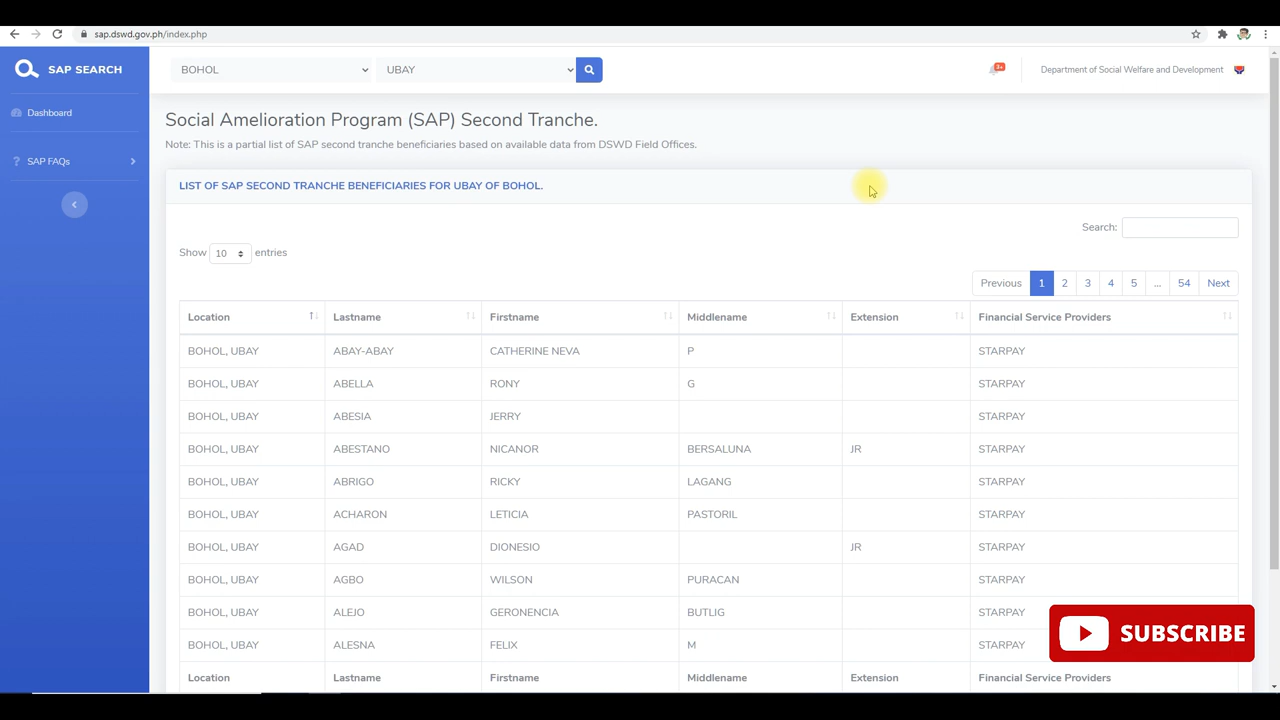 sap.dswd.gov.ph/index.php
SAP SEARCH
BOHOL UBAY
3+
Department of Social Welfare and Development
Dashboard
SAP FAQs
Social Amelioration Program (SAP) Second Tranche.
Note: This is a partial list of SAP second tranche beneficiaries based on available data from DSWD Field Offices.
LIST OF SAP SECOND TRANCHE BENEFICIARIES FOR UBAY OF BOHOL.
Search:
Show 10 entries
Previous 1 2 3 4 5 ... 54 Next
Location Lastname Firstname Middlename Extension Financial Service Providers
BOHOL, UBAY ABAY-ABAY CATHERINE NEVA P STARPAY
BOHOL, UBAY ABELLA RONY G STARPAY
BOHOL, UBAY ABESIA JERRY STARPAY
BOHOL, UBAY ABESTANO NICANOR BERSALUNA JR STARPAY
BOHOL, UBAY ABRIGO RICKY LAGANG STARPAY
BOHOL, UBAY ACHARON LETICIA PASTORIL STARPAY
BOHOL, UBAY AGAD DIONESIO JR STARPAY
BOHOL, UBAY AGBO WILSON PURACAN STARPAY
BOHOL, UBAY ALEJO GERONENCIA BUTLIG STARPAY
BOHOL, UBAY ALESNA FELIX M STARPAY
Location Lastname Firstname Middlename Extension Financial Service Providers
SUBSCRIBE